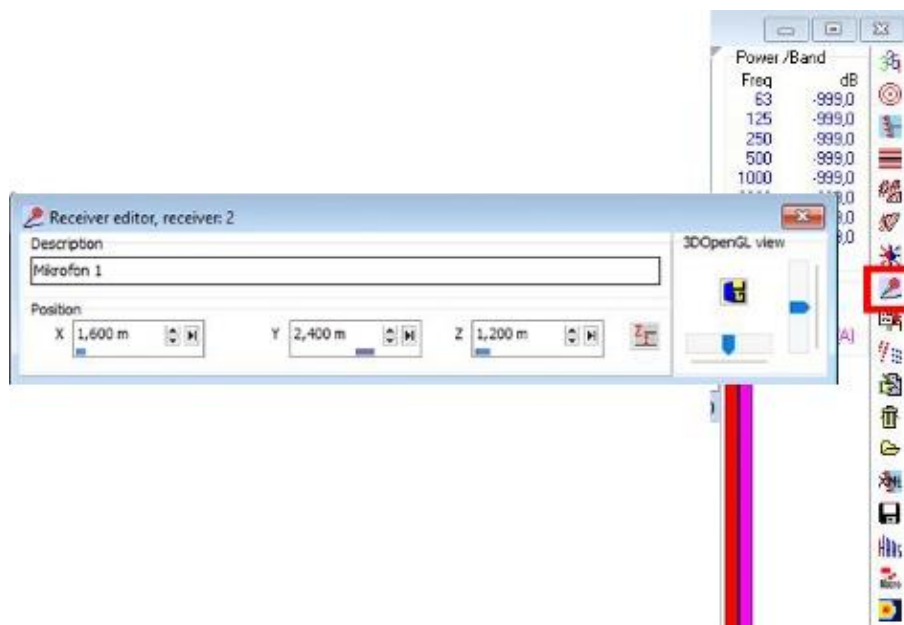 Power /Band
Freq dB
63 -999,0
125 -999,0
250 -999,0
500 -999,0
1000 -999,0
Receiver editor, receiver: 2
Description
3DOpenGL view
Mikrofon 1
Position
X 1,600 m Y 2,400 m Z 1,200 m